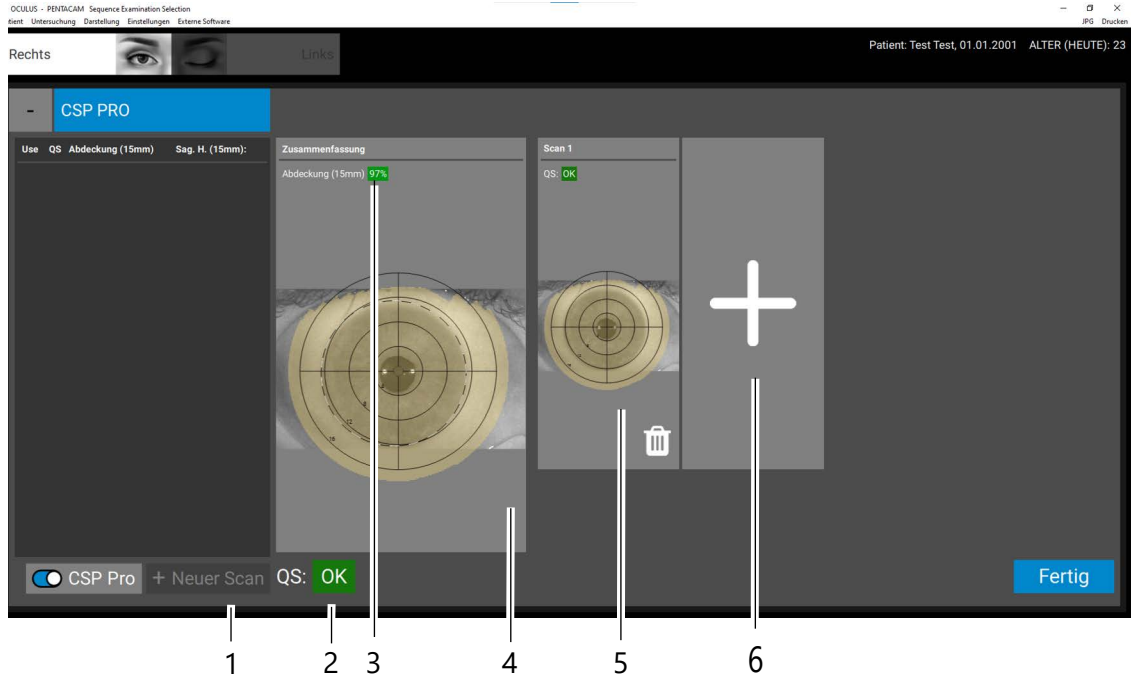 OCULUS - PENTACAM Sequence Examination Selection
tient Untersuchung Darstellung Einstellungen Externe Software
JPG Drucken
Rechts
Links
Patient: Test Test, 01.01.2001 ALTER (HEUTE): 23
- CSP PRO
Use QS Abdeckung (15mm) Sag. H. (15mm):
Zusammenfassung
Abdeckung (15mm) 97%
Scan 1
QS: OK
12
16
CSP Pro
+ Neuer Scan
QS: OK
Fertig
1 2 3 4 5 6